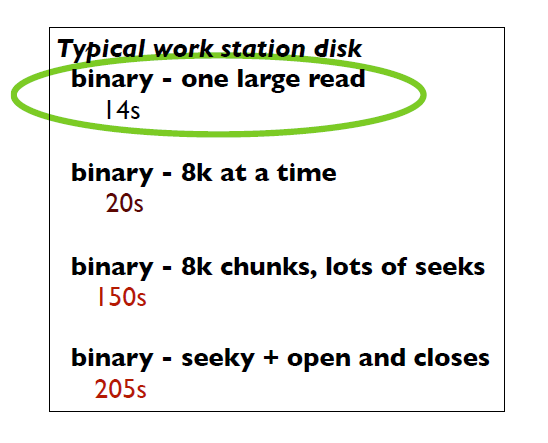 Typical work station disk
binary - one large read
14s
binary - 8k at a time
20s
binary - 8k chunks, lots of seeks
150s
binary - seeky + open and closes
205s